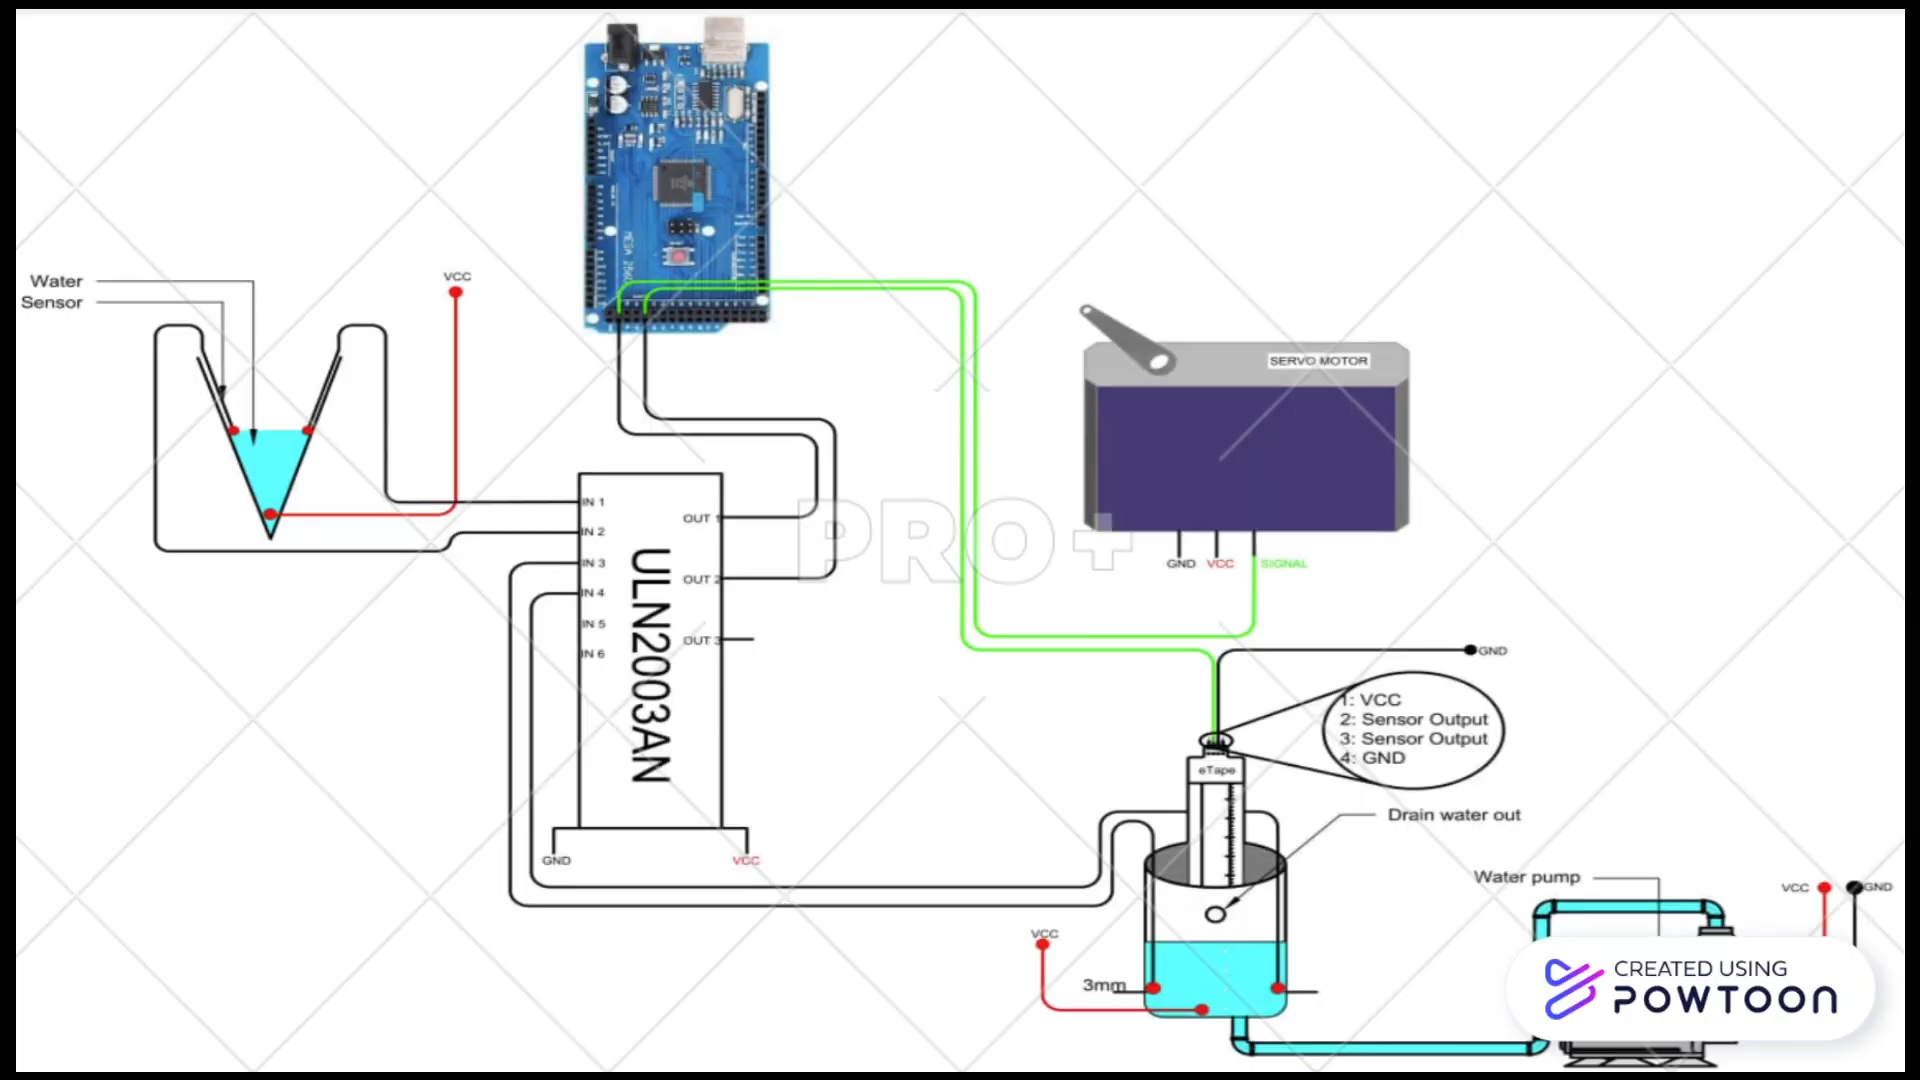 Water
Sensor
VCC
MEGA 2560
SERVO MOTOR
GND VCC SIGNAL
IN 1
IN 2
IN 3
IN 4
IN 5
IN 6
OUT 1
OUT 2
OUT 3
ULN2003AN
GND
VCC
PRO+
GND
1: VCC
2: Sensor Output
3: Sensor Output
4: GND
eTape
Drain water out
Water pump
VCC
GND
VCC
3mm
CREATED USING
POWTOON